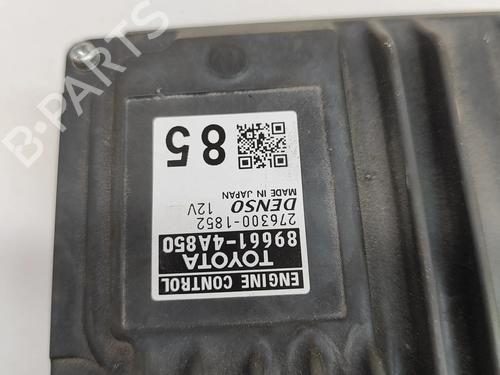 ENGINE CONTROL
TOYOTA
89661-4A850
276300-1852
DENSO 12V
MADE IN JAPAN
85
B-PARTS